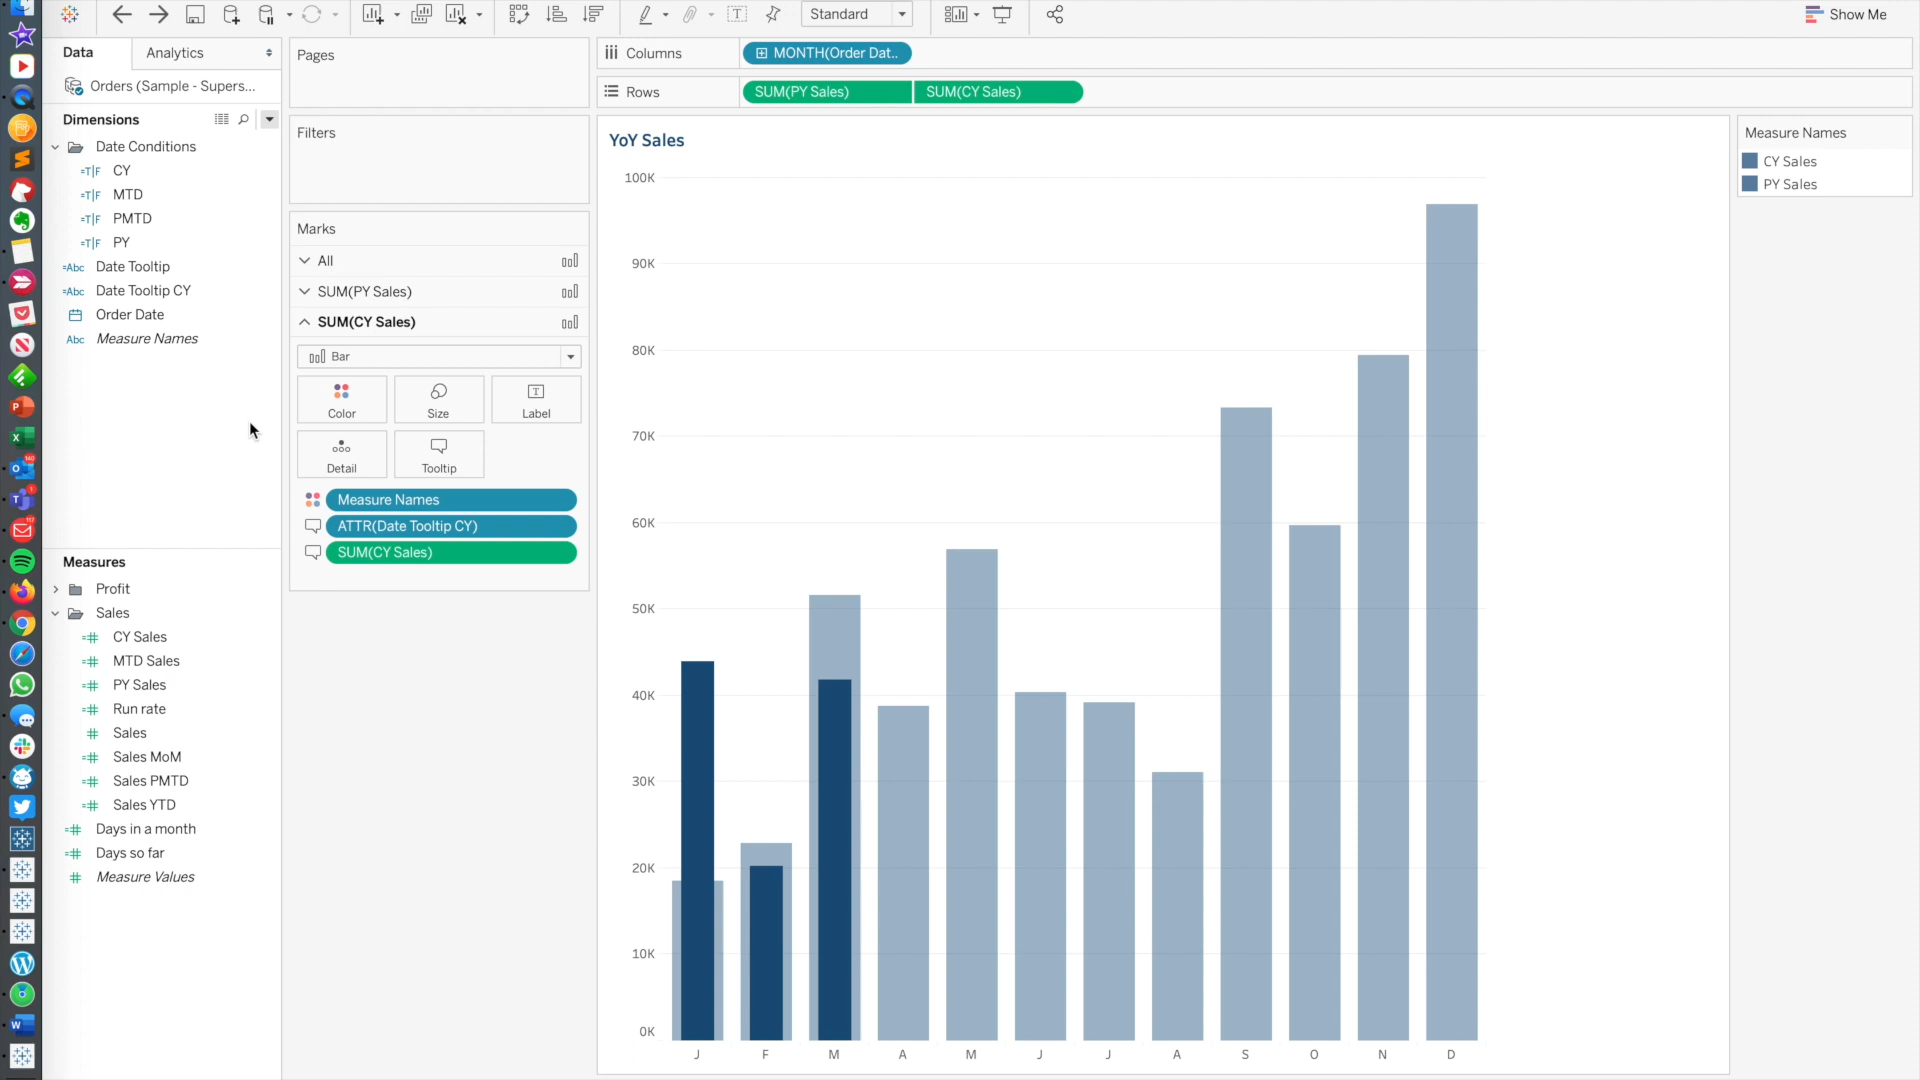 Standard
Show Me
Data
Analytics
Orders (Sample - Supers...
Dimensions
Date Conditions
=T|F CY
=T|F MTD
=T|F PMTD
=T|F PY
=Abc Date Tooltip
=Abc Date Tooltip CY
Order Date
Abc Measure Names
Measures
Profit
Sales
=# CY Sales
=# MTD Sales
=# PY Sales
=# Run rate
# Sales
=# Sales MoM
=# Sales PMTD
=# Sales YTD
=# Days in a month
=# Days so far
# Measure Values
Pages
Filters
Marks
All
SUM(PY Sales)
SUM(CY Sales)
Bar
Color
Size
Label
Detail
Tooltip
Measure Names
ATTR(Date Tooltip CY)
SUM(CY Sales)
Columns
MONTH(Order Dat..
Rows
SUM(PY Sales)
SUM(CY Sales)
YoY Sales
100K
90K
80K
70K
60K
50K
40K
30K
20K
10K
0K
J F M A M J J A S O N D
Measure Names
CY Sales
PY Sales